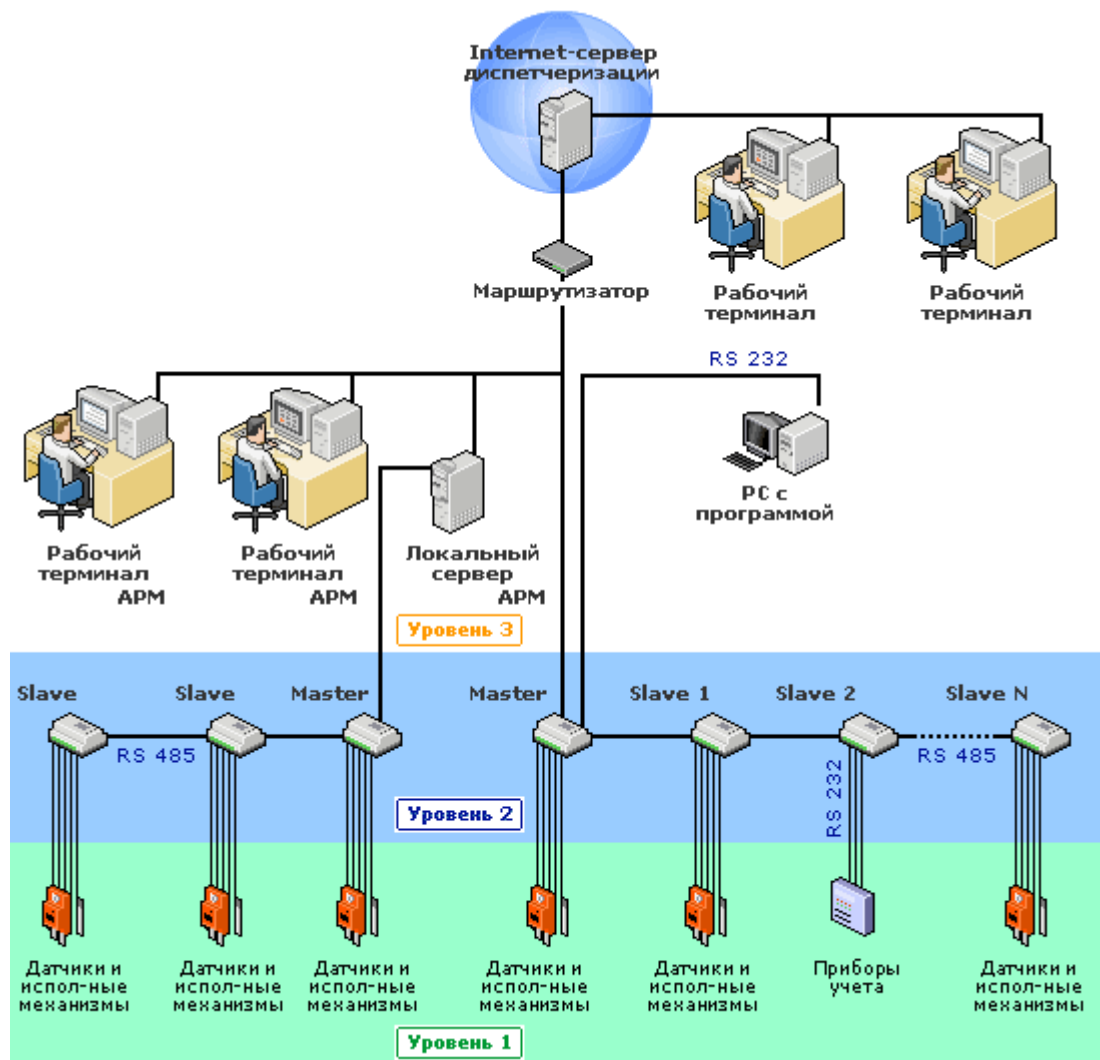 Internet-сервер
диспетчеризации
Маршрутизатор
Рабочий
терминал
Рабочий
терминал
RS 232
PC с
программой
Рабочий
терминал
АРМ
Рабочий
терминал
АРМ
Локальный
сервер
АРМ
Уровень 3
Slave
Slave
Master
Master
Slave 1
Slave 2
Slave N
RS 485
RS 485
RS 232
Уровень 2
Датчики и
испол-ные
механизмы
Датчики и
испол-ные
механизмы
Датчики и
испол-ные
механизмы
Датчики и
испол-ные
механизмы
Датчики и
испол-ные
механизмы
Приборы
учета
Датчики и
испол-ные
механизмы
Уровень 1